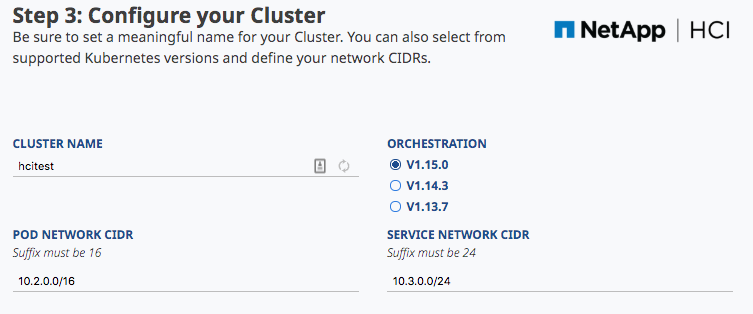 Step 3: Configure your Cluster
Be sure to set a meaningful name for your Cluster. You can also select from
supported Kubernetes versions and define your network CIDRs.
NetApp | HCI
CLUSTER NAME
hcitest
ORCHESTRATION
V1.15.0
V1.14.3
V1.13.7
POD NETWORK CIDR
Suffix must be 16
10.2.0.0/16
SERVICE NETWORK CIDR
Suffix must be 24
10.3.0.0/24